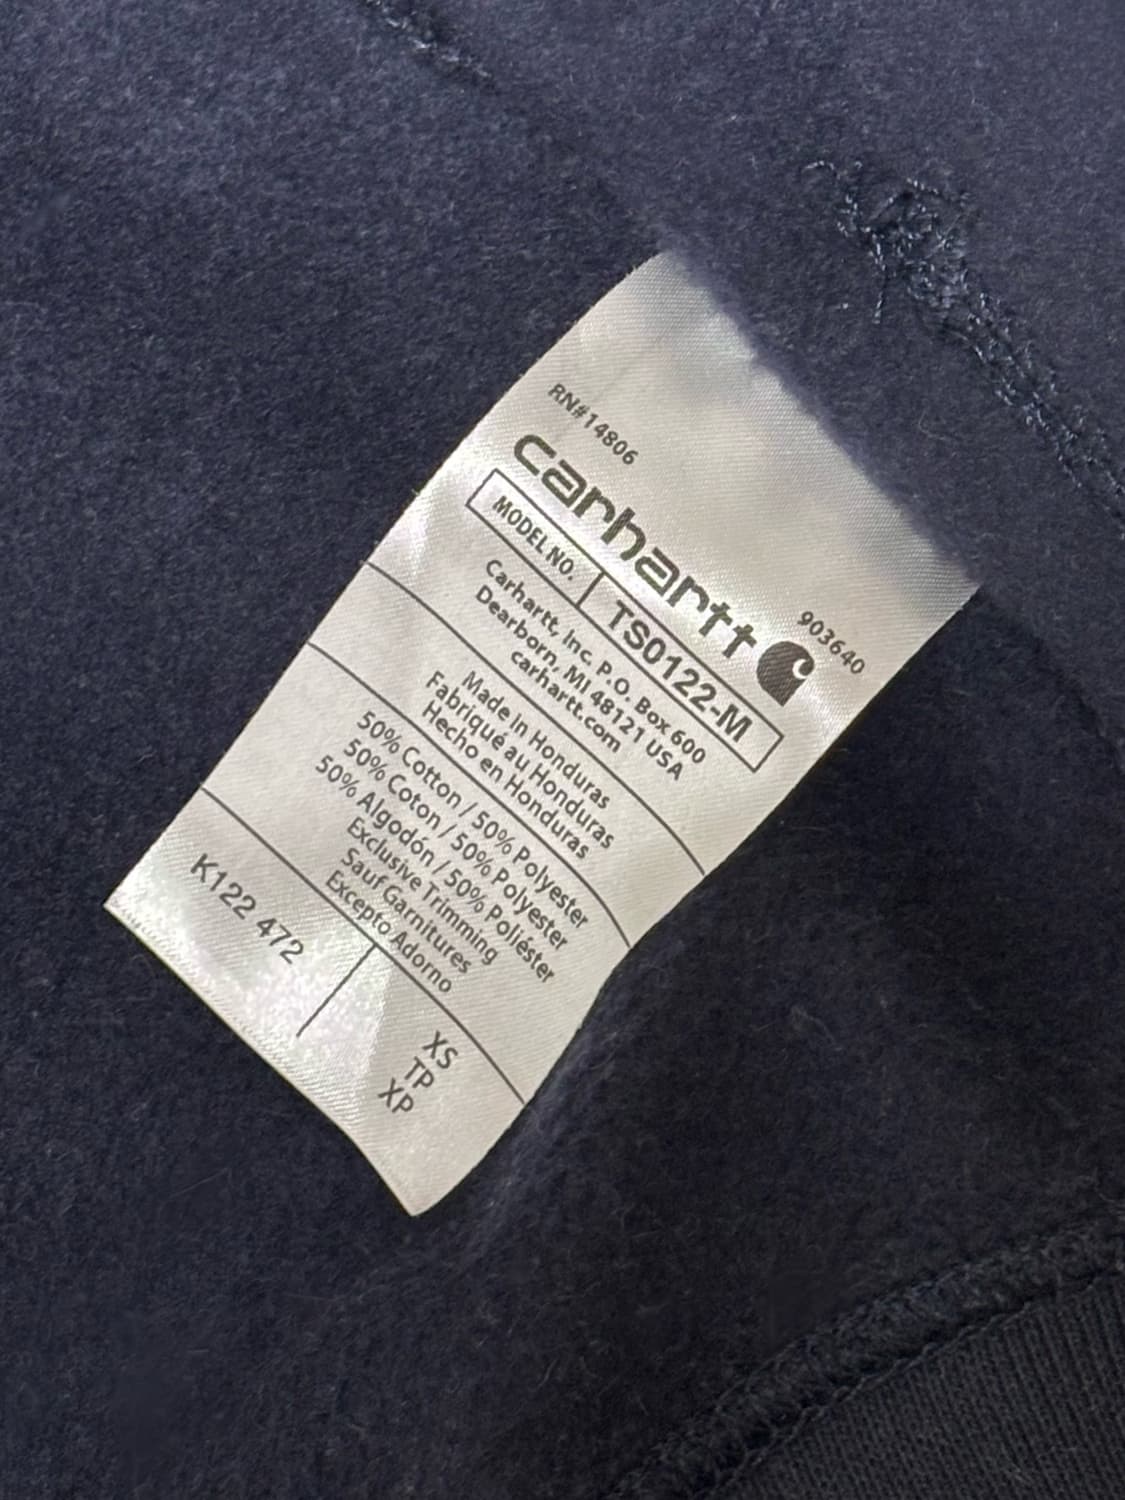 RN#14806
903640
carhartt
MODEL NO. TS0122-M
Carhartt, Inc. P.O. Box 600
Dearborn, MI 48121 USA
carhartt.com
Made in Honduras
Fabriqué au Honduras
Hecho en Honduras
50% Cotton / 50% Polyester
50% Coton / 50% Polyester
50% Algodón / 50% Poliéster
Exclusive Trimming
Sauf Garnitures
Excepto Adorno
K122 472
XS
TP
XP